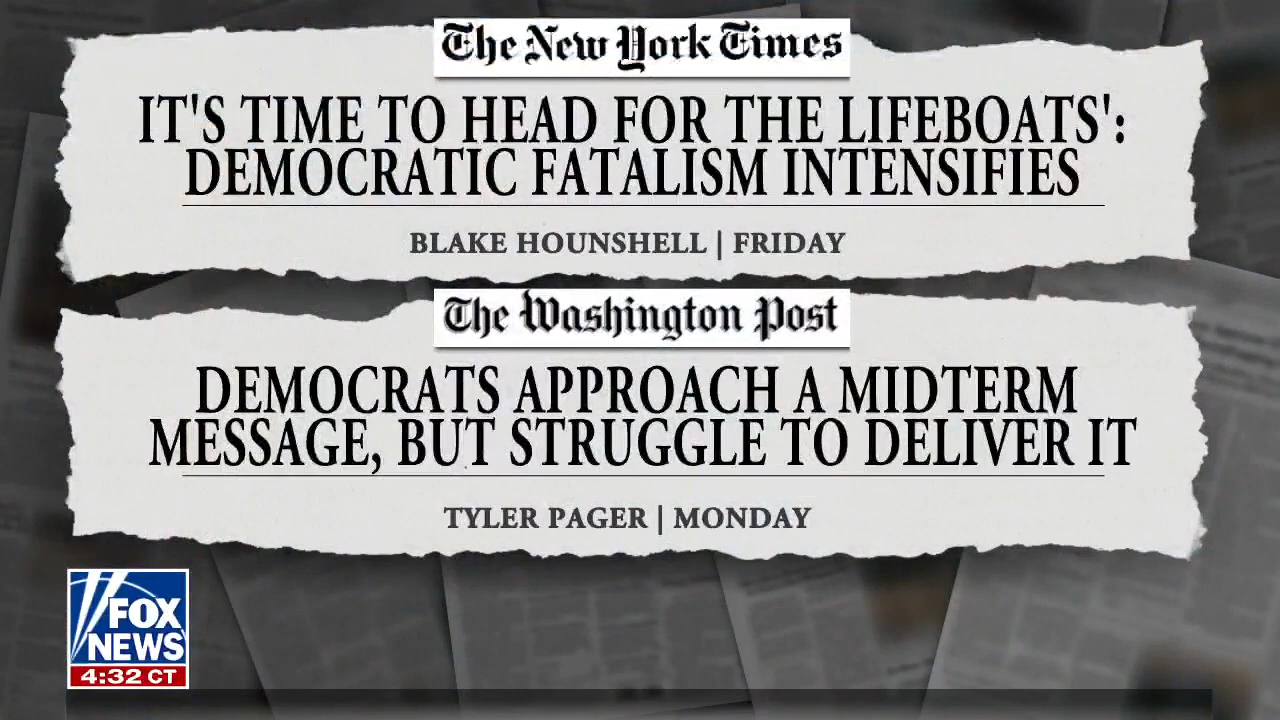 The New York Times
IT'S TIME TO HEAD FOR THE LIFEBOATS':
DEMOCRATIC FATALISM INTENSIFIES
BLAKE HOUNSHELL | FRIDAY
The Washington Post
DEMOCRATS APPROACH A MIDTERM
MESSAGE, BUT STRUGGLE TO DELIVER IT
TYLER PAGER | MONDAY
FOX
NEWS
4:32 CT